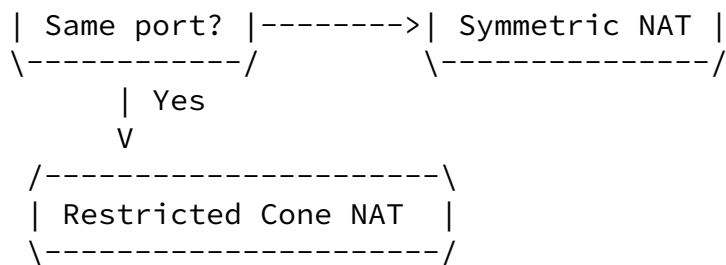 | Same port? |-------->| Symmetric NAT |
\------------/         \---------------/
      | Yes
      V
 /----------------------\
 | Restricted Cone NAT  |
 \----------------------/